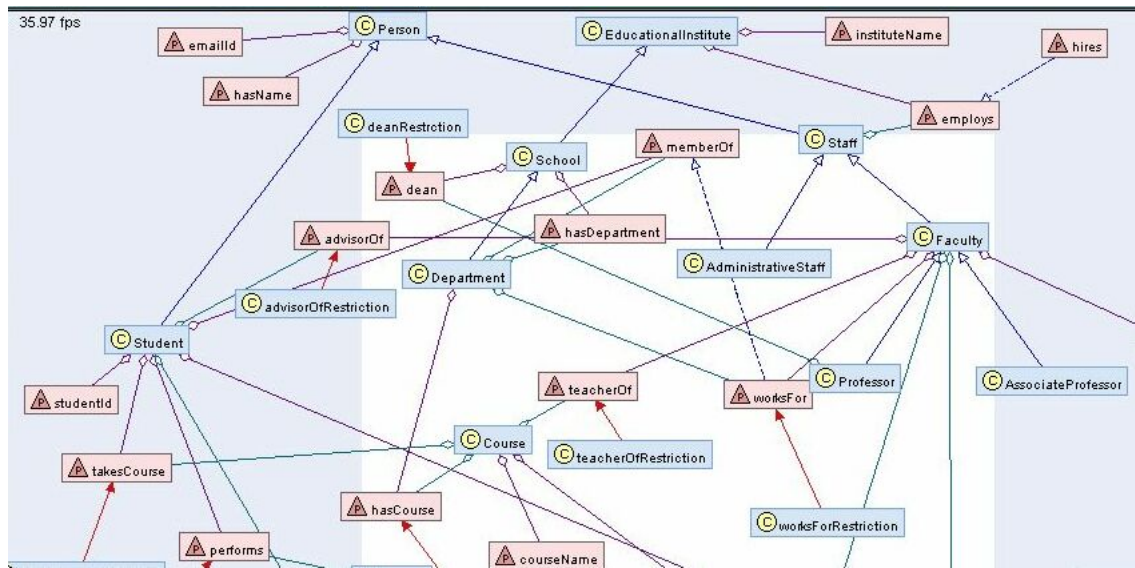 35.97 fps
C Person
C EducationalInstitute
P instituteName
P emailId
P hires
P hasName
P employs
C deanRestrction
C Staff
P memberOf
C School
P dean
P advisorOf
P hasDepartment
C Faculty
C Department
C AdministrativeStaff
C advisorOfRestriction
C Student
C Professor
C AssociateProfessor
P studentId
P teacherOf
P worksFor
C Course
C teacherOfRestriction
P takesCourse
P hasCourse
C worksForRestriction
P performs
P courseName